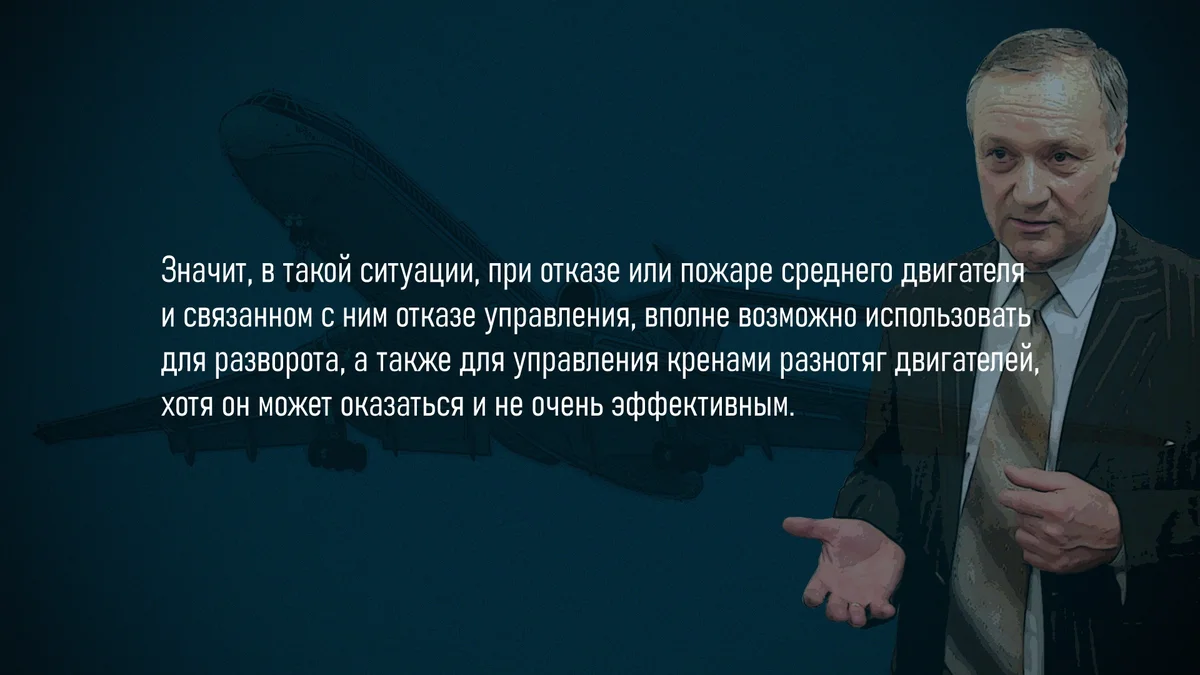 Значит, в такой ситуации, при отказе или пожаре среднего двигателя
и связанном с ним отказе управления, вполне возможно использовать
для разворота, а также для управления кренами разнотяг двигателей,
хотя он может оказаться и не очень эффективным.